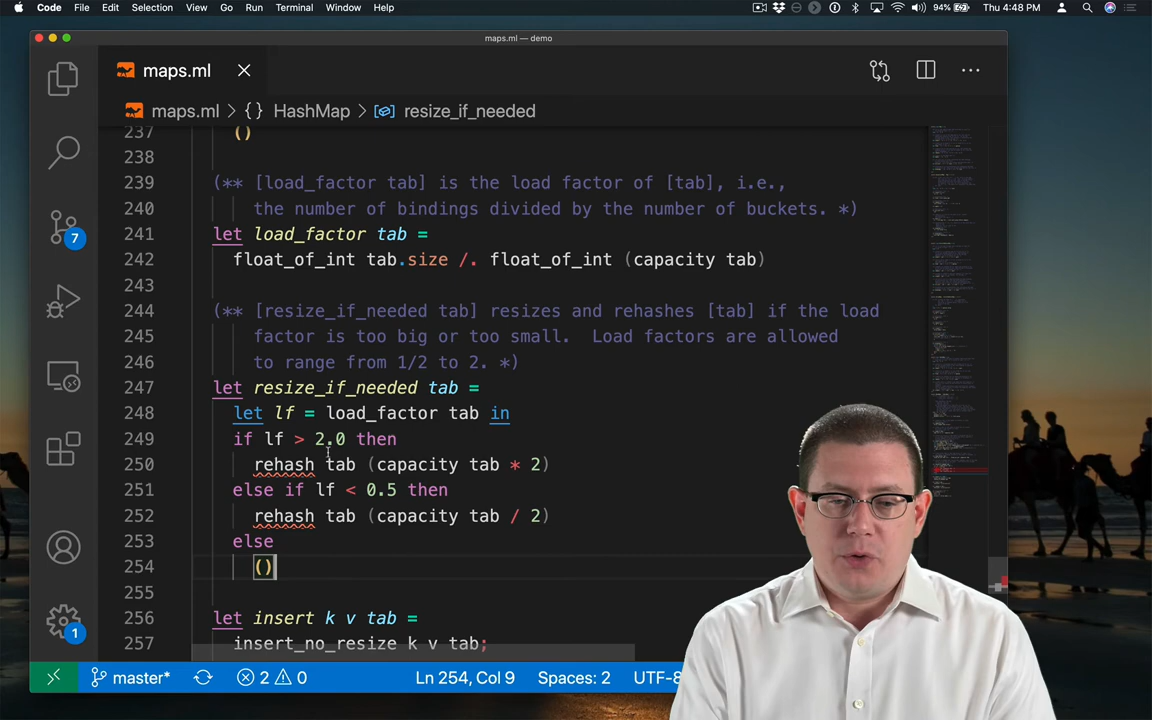 Code File Edit Selection View Go Run Terminal Window Help 94% Thu 4:48 PM
maps.ml — demo
maps.ml
maps.ml > {} HashMap > resize_if_needed
237 ()
238
239 (** [load_factor tab] is the load factor of [tab], i.e.,
240 the number of bindings divided by the number of buckets. *)
241 let load_factor tab =
242 float_of_int tab.size /. float_of_int (capacity tab)
243
244 (** [resize_if_needed tab] resizes and rehashes [tab] if the load
245 factor is too big or too small.  Load factors are allowed
246 to range from 1/2 to 2. *)
247 let resize_if_needed tab =
248 let lf = load_factor tab in
249 if lf > 2.0 then
250 rehash tab (capacity tab * 2)
251 else if lf < 0.5 then
252 rehash tab (capacity tab / 2)
253 else
254 ()
255
256 let insert k v tab =
257 insert_no_resize k v tab;
7
1
master* 2 0 Ln 254, Col 9 Spaces: 2 UTF-8